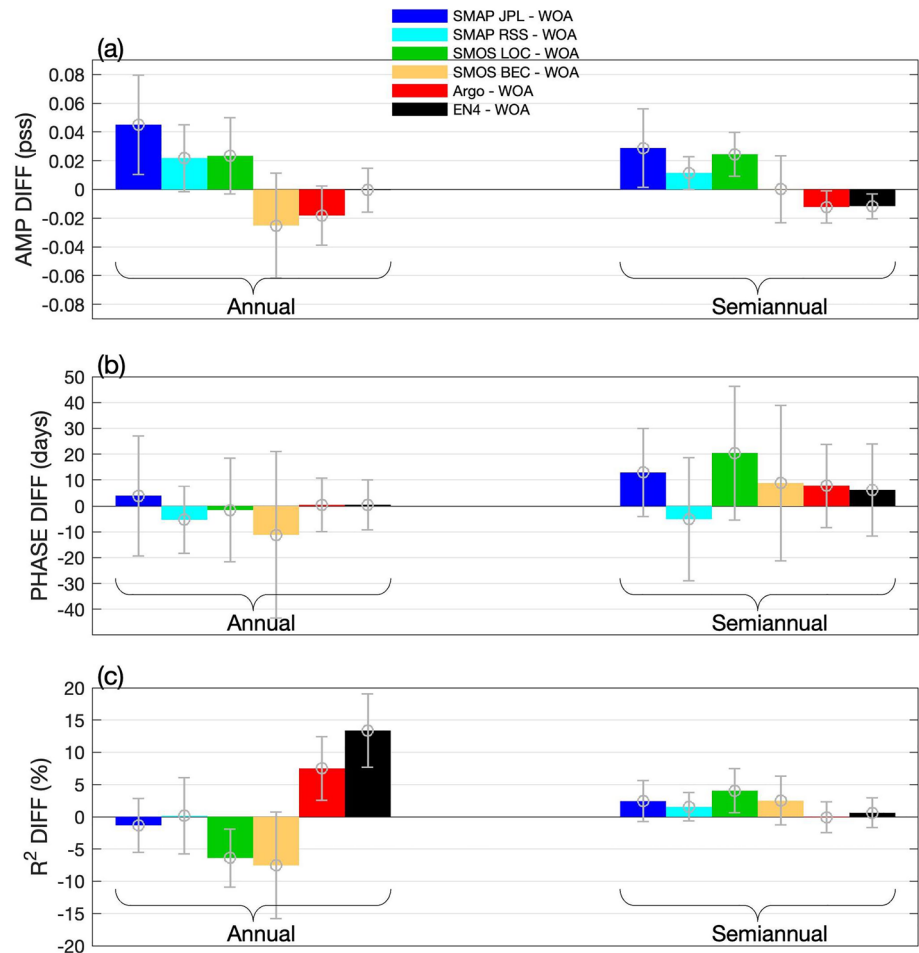 SMAP JPL - WOA
SMAP RSS - WOA
SMOS LOC - WOA
SMOS BEC - WOA
Argo - WOA
EN4 - WOA
(a)
AMP DIFF (pss)
0.08
0.06
0.04
0.02
0
-0.02
-0.04
-0.06
-0.08
Annual
Semiannual
(b)
PHASE DIFF (days)
50
40
30
20
10
0
-10
-20
-30
-40
Annual
Semiannual
(c)
R² DIFF (%)
20
15
10
5
0
-5
-10
-15
-20
Annual
Semiannual